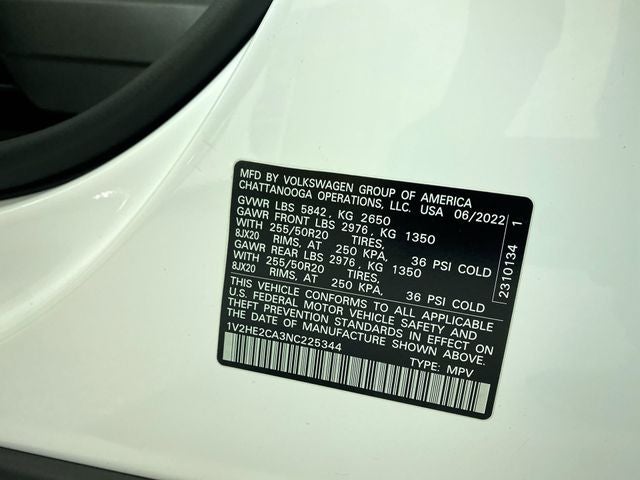 MFD BY VOLKSWAGEN GROUP OF AMERICA
CHATTANOOGA OPERATIONS, LLC. USA 06/2022
GVWR LBS 5842, KG 2650
GAWR FRONT LBS 2976, KG 1350
WITH 255/50R20 TIRES,
8JX20 RIMS, AT 250 KPA, 36 PSI COLD
GAWR REAR LBS 2976, KG 1350
WITH 255/50R20 TIRES,
8JX20 RIMS, AT 250 KPA, 36 PSI COLD
THIS VEHICLE CONFORMS TO ALL APPLICABLE
U.S. FEDERAL MOTOR VEHICLE SAFETY AND
THEFT PREVENTION STANDARDS IN EFFECT ON
THE DATE OF MANUFACTURE SHOWN ABOVE.
1V2HE2CA3NC225344
TYPE: MPV
2310134 1